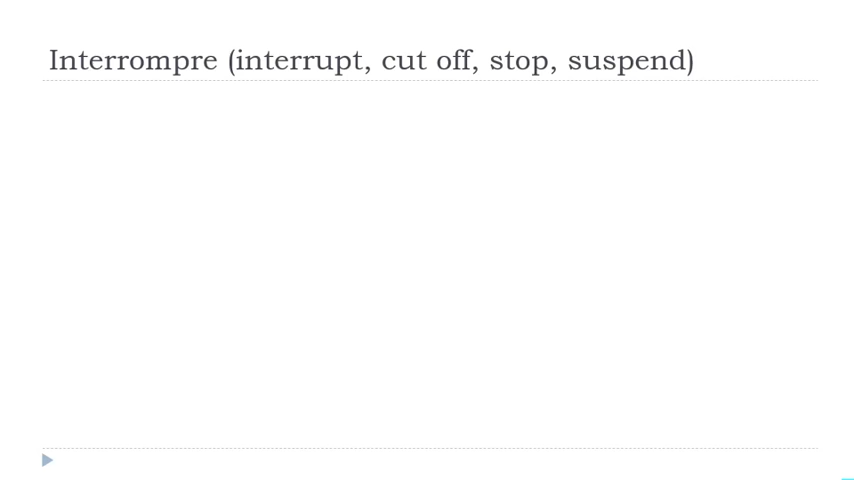 Interrompre (interrupt, cut off, stop, suspend)